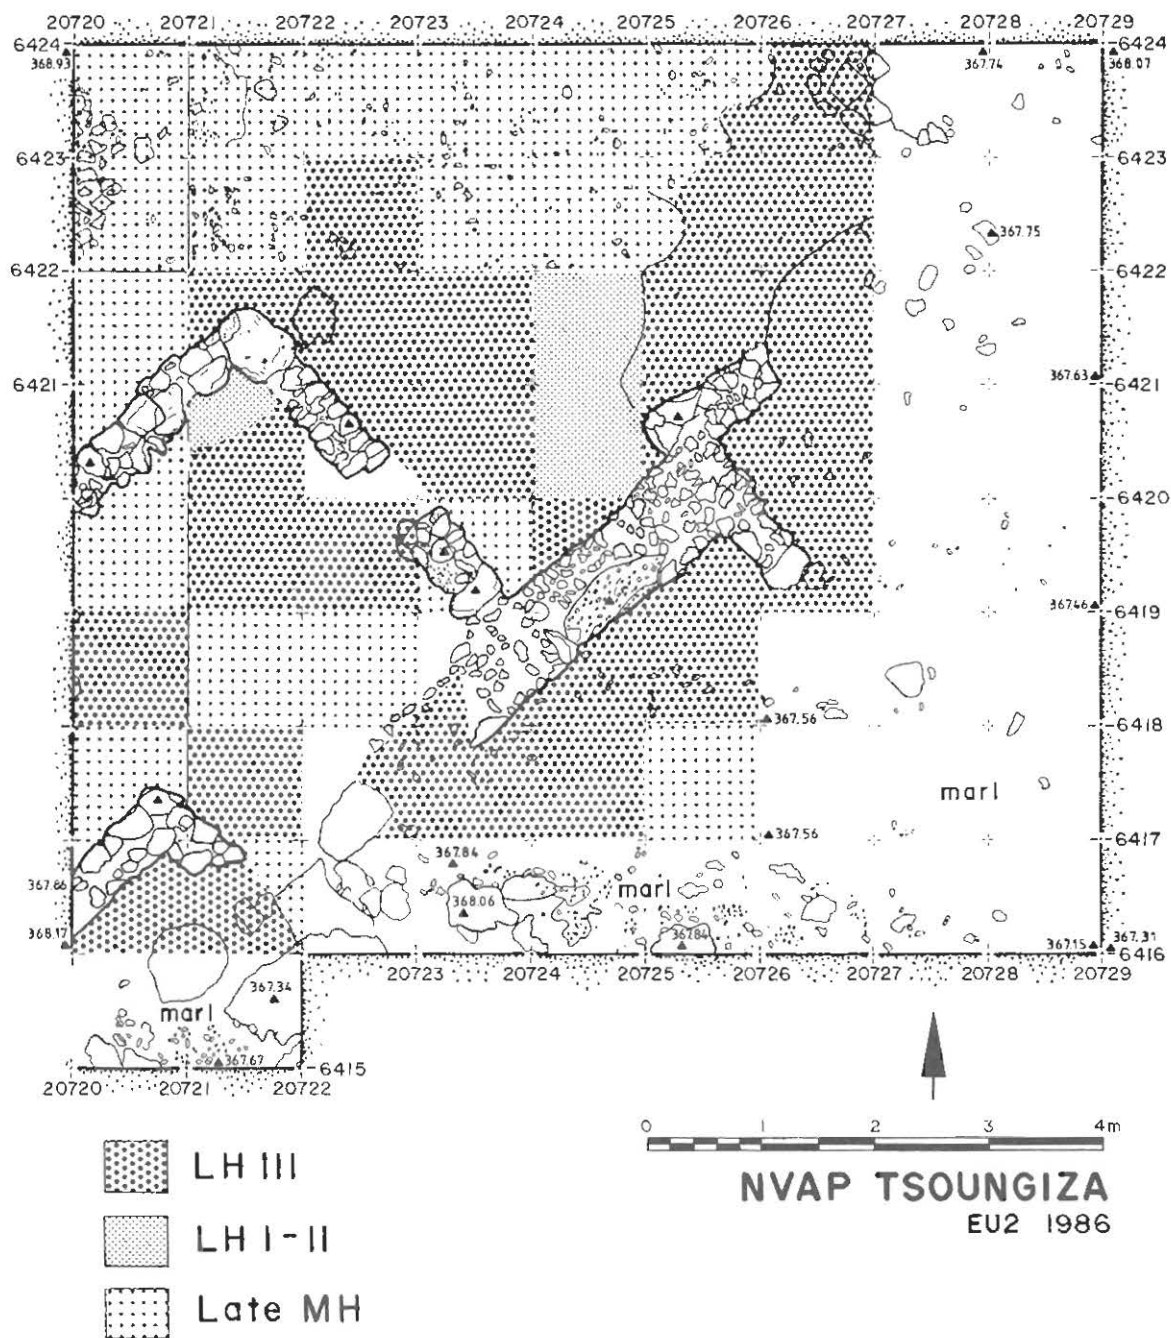 20720 20721 20722 20723 20724 20725 20726 20727 20728 20729
6424 6424
368.93 367.74 368.07
6423 6423
367.75
6422 6422
6421 367.63 6421
6420 6420
6419 367.46 6419
6418 367.56 6418
marl
6417 367.56 6417
367.84
367.86 marl
368.06
368.17 367.84 367.15 367.31
6416 20723 20724 20725 20726 20727 20728 20729 6416
367.34
marl
367.67 6415
20720 20721 20722
0 1 2 3 4m
LH III
NVAP TSOUNGIZA
EU2 1986
LH I-II
Late MH